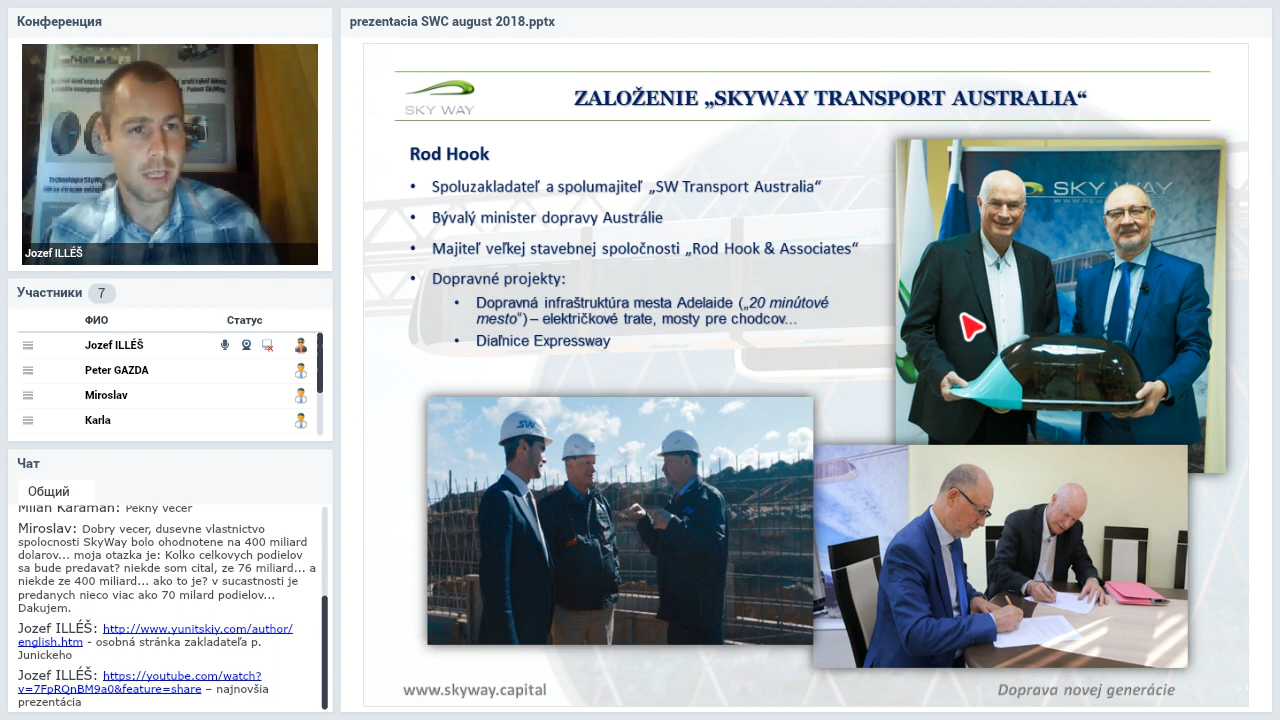 Конференция
Jozef ILLÉŠ
Участники 7
ФИО Статус
Jozef ILLÉŠ
Peter GAZDA
Miroslav
Karla
Чат
Общий
Milan Karaman: Pekny vecer
Miroslav: Dobry vecer, dusevne vlastnictvo
spolocnosti SkyWay bolo ohodnotene na 400 miliard
dolarov... moja otazka je: Kolko celkovych podielov
sa bude predavat? niekde som cital, ze 76 miliard... a
niekde ze 400 miliard... ako to je? v sucastnosti je
predanych nieco viac ako 70 milard podielov...
Dakujem.
Jozef ILLÉŠ: http://www.yunitskiy.com/author/
english.htm - osobná stránka zakladateľa p.
Junickeho
Jozef ILLÉŠ: https://youtube.com/watch?
v=7FpRQnBM9a0&feature=share – najnovšia
prezentácia
prezentacia SWC august 2018.pptx
SKY WAY
ZALOŽENIE „SKYWAY TRANSPORT AUSTRALIA“
Rod Hook
• Spoluzakladateľ a spolumajiteľ „SW Transport Australia“
• Bývalý minister dopravy Austrálie
• Majiteľ veľkej stavebnej spoločnosti „Rod Hook & Associates“
• Dopravné projekty:
• Dopravná infraštruktúra mesta Adelaide („20 minútové
mesto“) – električkové trate, mosty pre chodcov...
• Diaľnice Expressway
SKY WAY
SW
www.skyway.capital
Doprava novej generácie